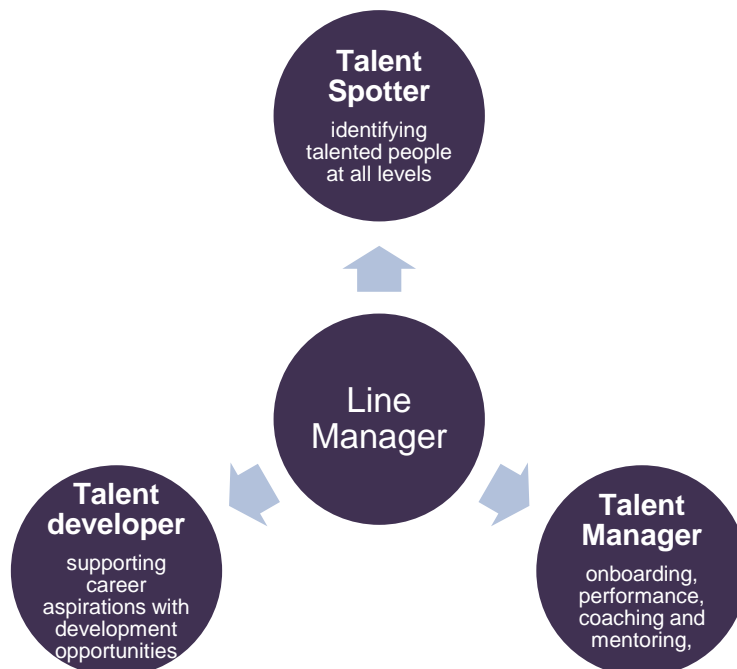 Talent
Spotter
identifying
talented people
at all levels
Line
Manager
Talent
developer
supporting
career
aspirations with
development
opportunities
Talent
Manager
onboarding,
performance,
coaching and
mentoring,